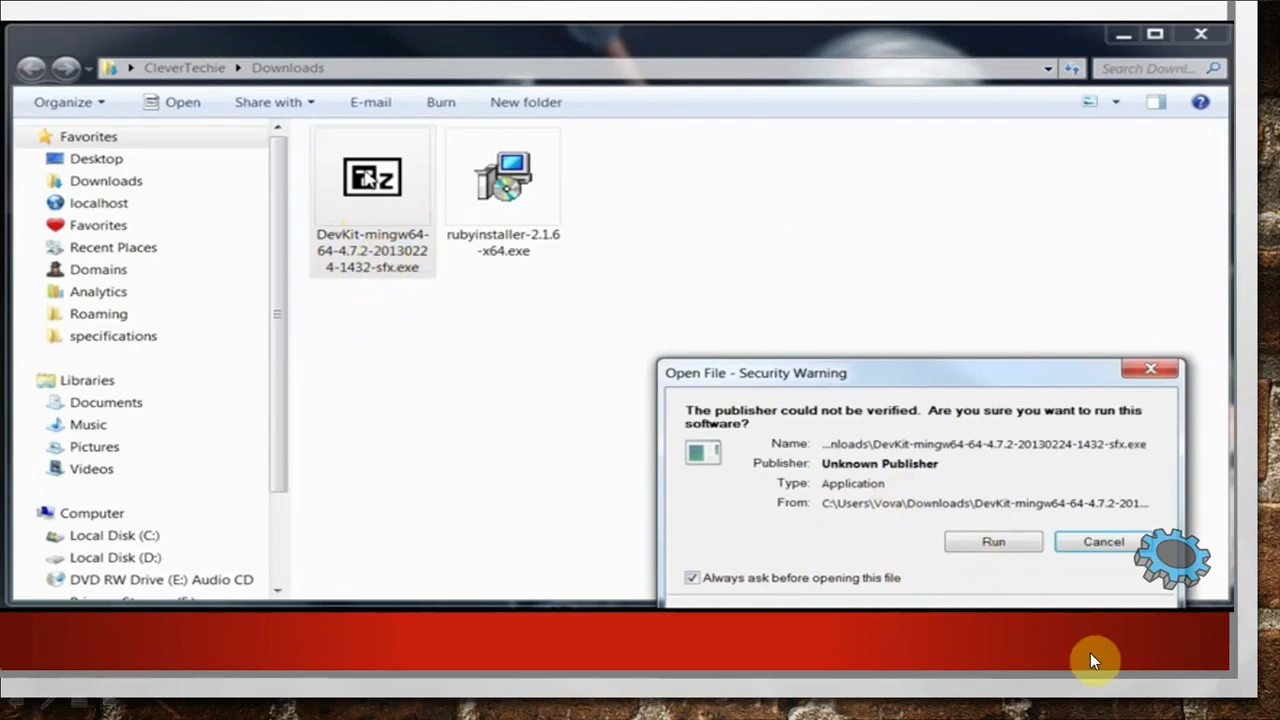 CleverTechie Downloads
Search Downl...
Organize Open Share with E-mail Burn New folder
Favorites
Desktop
Downloads
localhost
Favorites
Recent Places
Domains
Analytics
Roaming
specifications
Libraries
Documents
Music
Pictures
Videos
Computer
Local Disk (C:)
Local Disk (D:)
DVD RW Drive (E:) Audio CD
7z
DevKit-mingw64-
64-4.7.2-2013022
4-1432-sfx.exe
rubyinstaller-2.1.6
-x64.exe
Open File - Security Warning
The publisher could not be verified. Are you sure you want to run this
software?
Name: ...nloads\DevKit-mingw64-64-4.7.2-20130224-1432-sfx.exe
Publisher: Unknown Publisher
Type: Application
From: C:\Users\Vova\Downloads\DevKit-mingw64-64-4.7.2-201...
Run Cancel
Always ask before opening this file